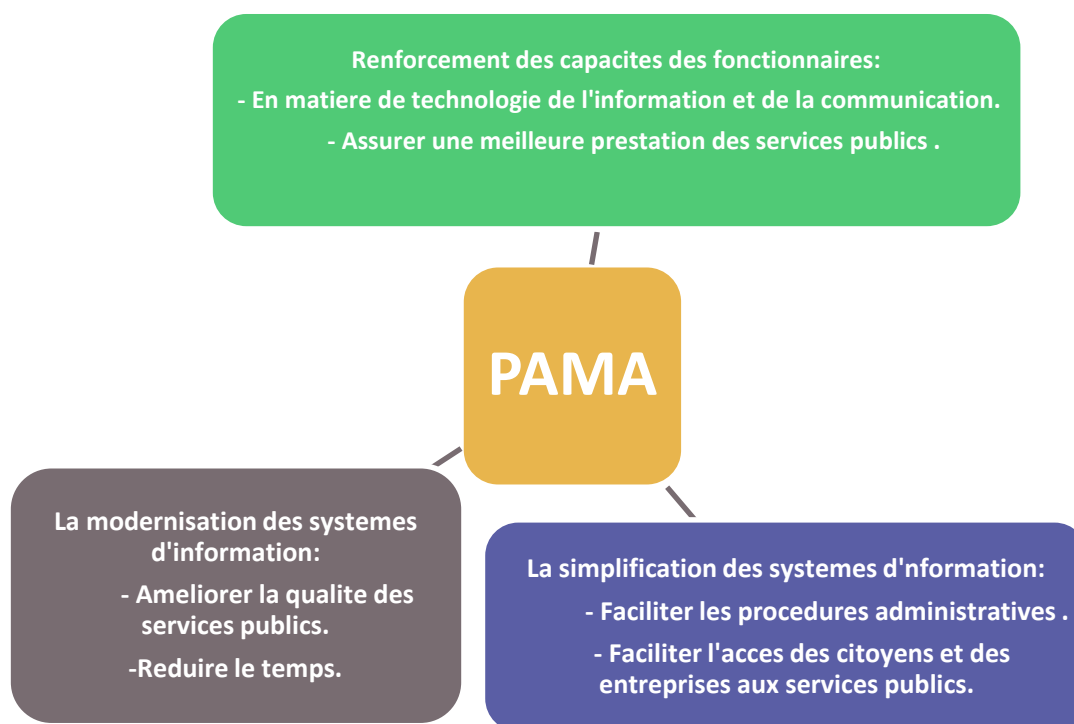 Renforcement des capacites des fonctionnaires:
- En matiere de technologie de l'information et de la communication.
- Assurer une meilleure prestation des services publics .
PAMA
La modernisation des systemes
d'information:
- Ameliorer la qualite des
services publics.
-Reduire le temps.
La simplification des systemes d'nformation:
- Faciliter les procedures administratives .
- Faciliter l'acces des citoyens et des
entreprises aux services publics.